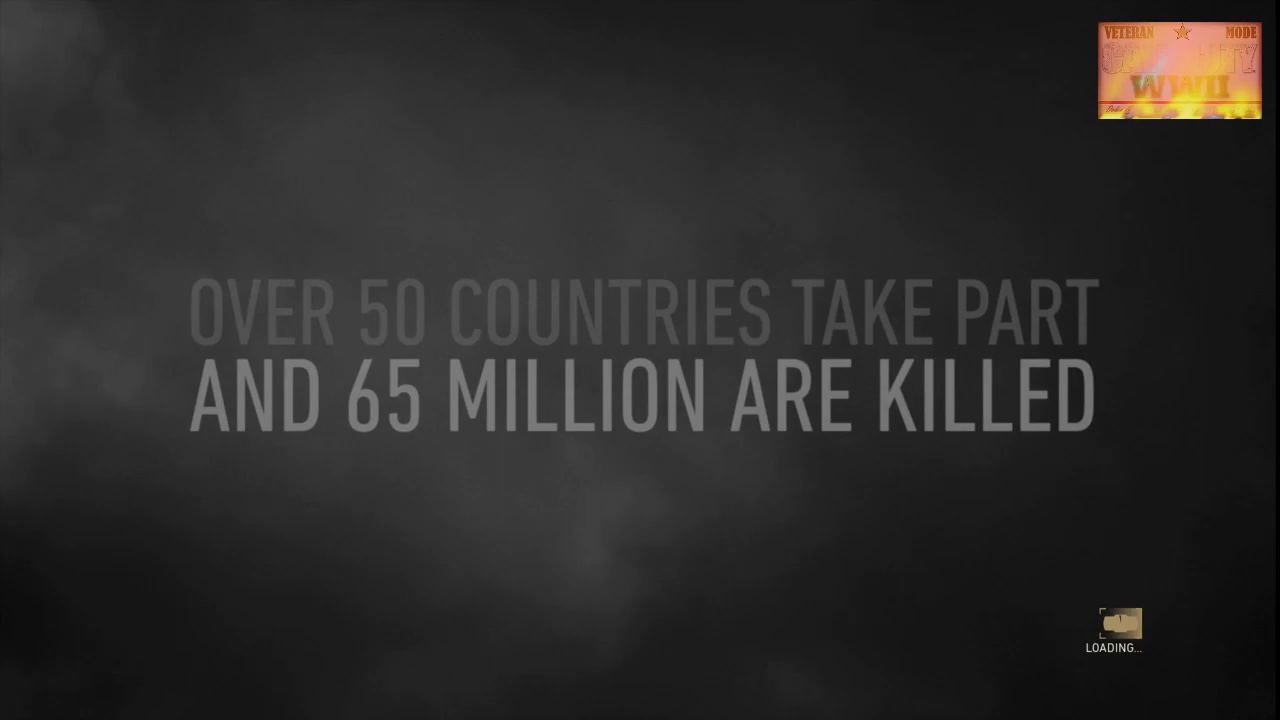 VETERAN MODE
WWII
OVER 50 COUNTRIES TAKE PART
AND 65 MILLION ARE KILLED
LOADING...